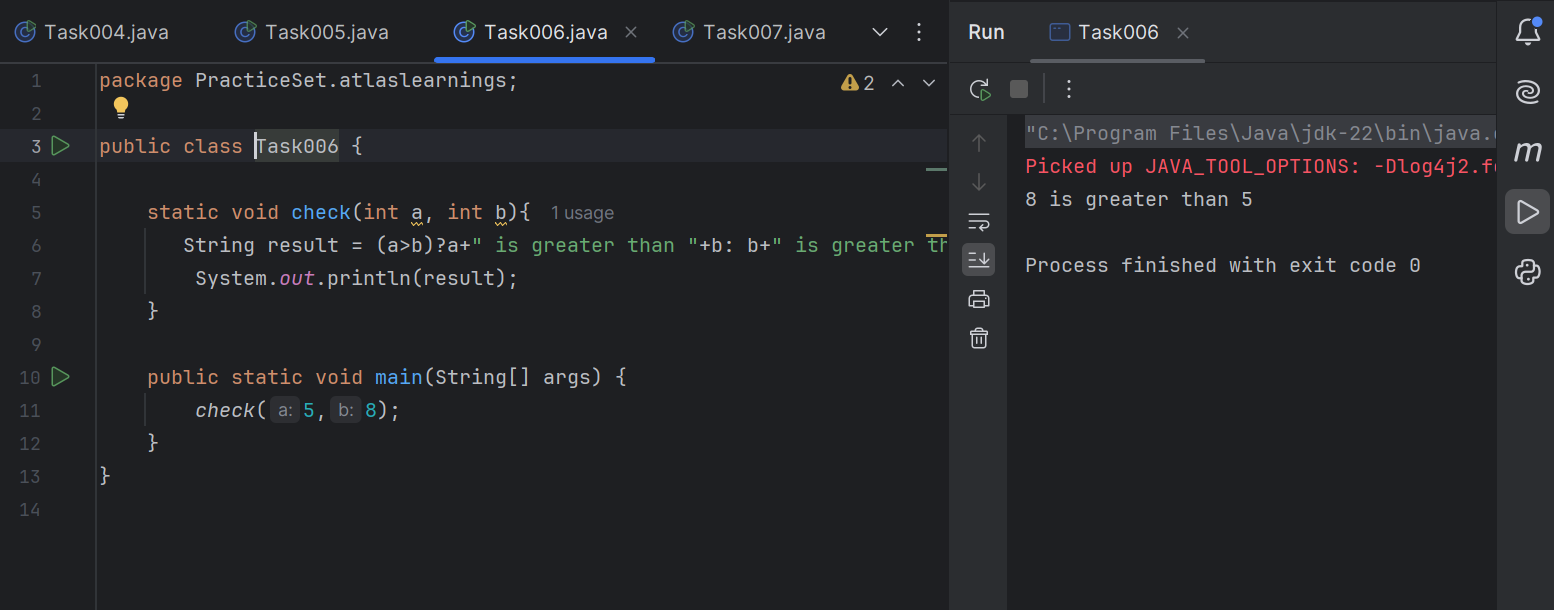 Task004.java Task005.java Task006.java Task007.java
1 package PracticeSet.atlaslearnings;
2
3 public class Task006 {
4
5 static void check(int a, int b){ 1 usage
6 String result = (a>b)?a+" is greater than "+b: b+" is greater th
7 System.out.println(result);
8 }
9
10 public static void main(String[] args) {
11 check( a: 5, b: 8);
12 }
13 }
14
2
Run Task006
"C:\Program Files\Java\jdk-22\bin\java.
Picked up JAVA_TOOL_OPTIONS: -Dlog4j2.f
8 is greater than 5
Process finished with exit code 0
m